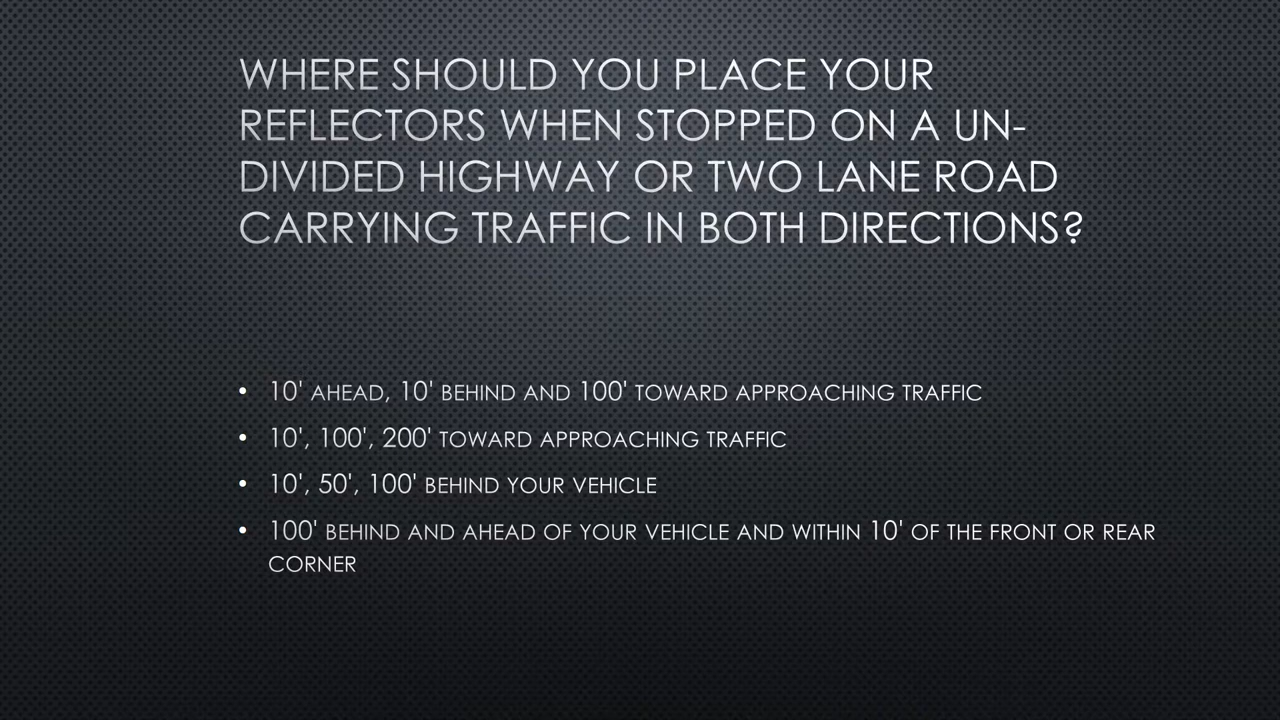 WHERE SHOULD YOU PLACE YOUR
REFLECTORS WHEN STOPPED ON A UN-
DIVIDED HIGHWAY OR TWO LANE ROAD
CARRYING TRAFFIC IN BOTH DIRECTIONS?
• 10' AHEAD, 10' BEHIND AND 100' TOWARD APPROACHING TRAFFIC
• 10', 100', 200' TOWARD APPROACHING TRAFFIC
• 10', 50', 100' BEHIND YOUR VEHICLE
• 100' BEHIND AND AHEAD OF YOUR VEHICLE AND WITHIN 10' OF THE FRONT OR REAR
CORNER